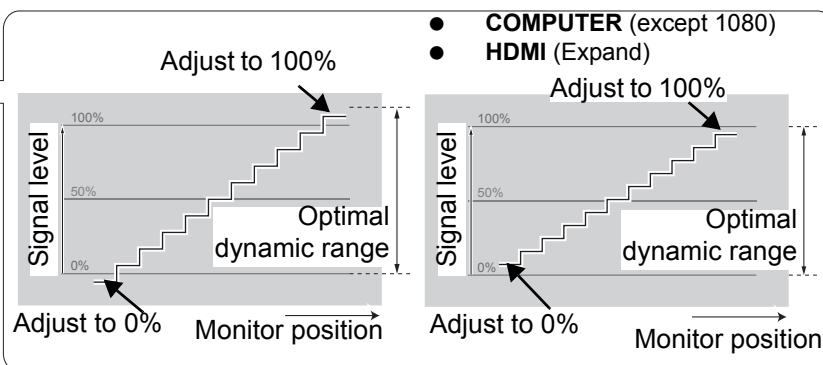 ● COMPUTER (except 1080)
● HDMI (Expand)
Adjust to 100%
100%
50%
0%
Signal level
Optimal
dynamic range
Adjust to 0%
Monitor position
Adjust to 100%
100%
50%
0%
Signal level
Optimal
dynamic range
Adjust to 0%
Monitor position